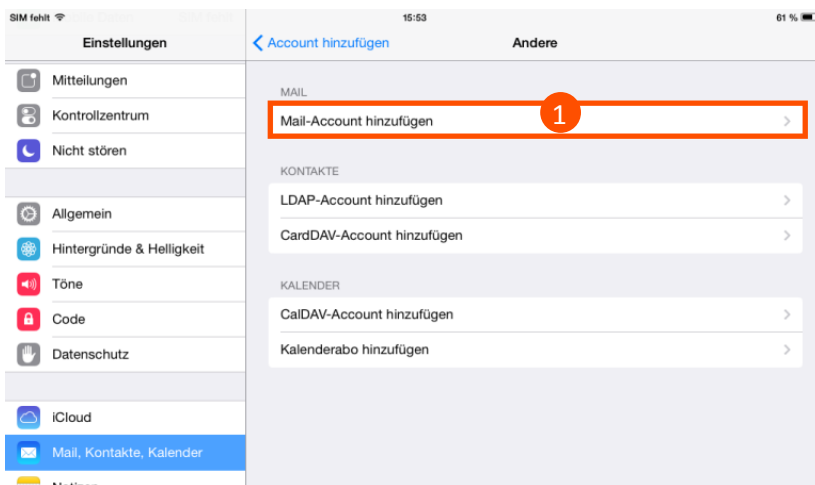 SIM fehlt 15:53 61 %
Einstellungen
Account hinzufügen Andere
Mitteilungen
Kontrollzentrum
Nicht stören
Allgemein
Hintergründe & Helligkeit
Töne
Code
Datenschutz
iCloud
Mail, Kontakte, Kalender
MAIL
Mail-Account hinzufügen 1
KONTAKTE
LDAP-Account hinzufügen
CardDAV-Account hinzufügen
KALENDER
CalDAV-Account hinzufügen
Kalenderabo hinzufügen